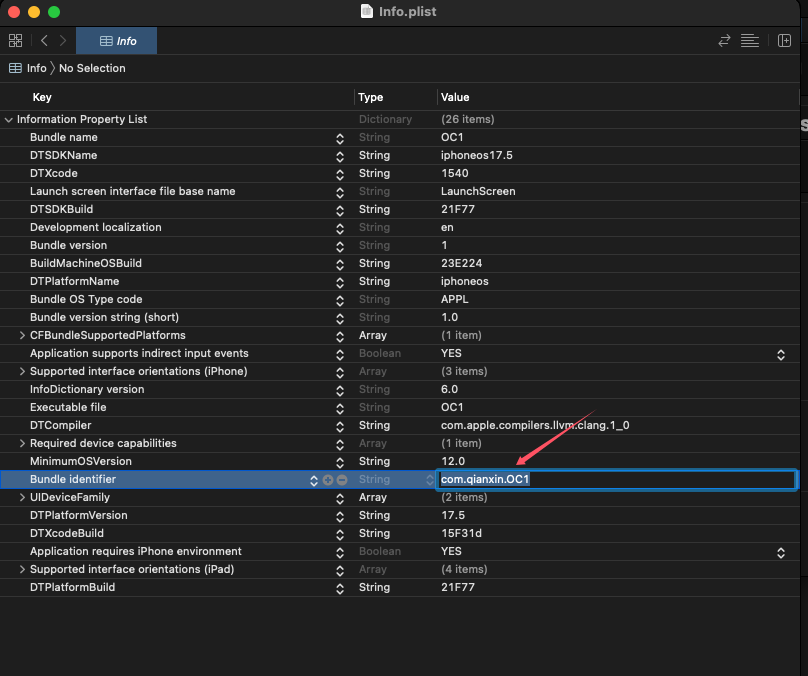 Info.plist
Info
Info 〉 No Selection
Key Type Value
Information Property List Dictionary (26 items)
Bundle name String OC1
DTSDKName String iphoneos17.5
DTXcode String 1540
Launch screen interface file base name String LaunchScreen
DTSDKBuild String 21F77
Development localization String en
Bundle version String 1
BuildMachineOSBuild String 23E224
DTPlatformName String iphoneos
Bundle OS Type code String APPL
Bundle version string (short) String 1.0
CFBundleSupportedPlatforms Array (1 item)
Application supports indirect input events Boolean YES
Supported interface orientations (iPhone) Array (3 items)
InfoDictionary version String 6.0
Executable file String OC1
DTCompiler String com.apple.compilers.llvm.clang.1_0
Required device capabilities Array (1 item)
MinimumOSVersion String 12.0
Bundle identifier String com.qianxin.OC1
UIDeviceFamily Array (2 items)
DTPlatformVersion String 17.5
DTXcodeBuild String 15F31d
Application requires iPhone environment Boolean YES
Supported interface orientations (iPad) Array (4 items)
DTPlatformBuild String 21F77